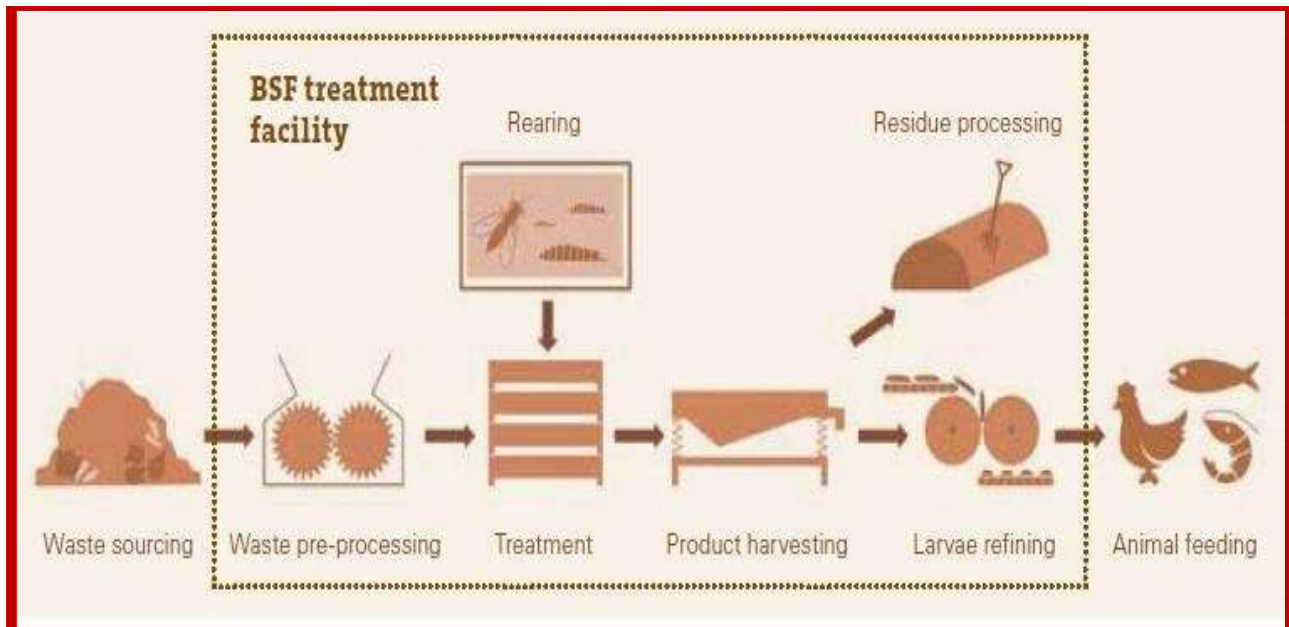 BSF treatment
facility
Rearing
Residue processing
Waste sourcing
Waste pre-processing
Treatment
Product harvesting
Larvae refining
Animal feeding